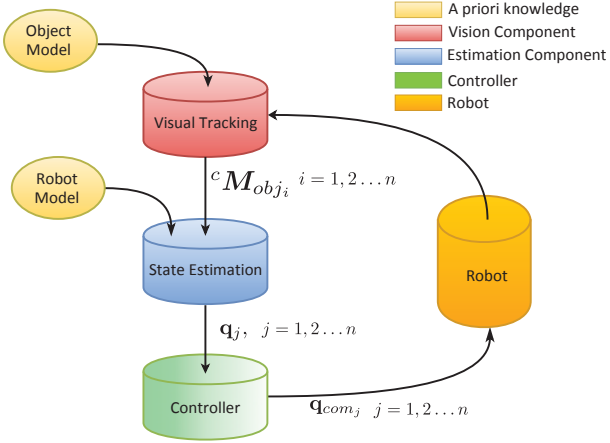 Object
Model
A priori knowledge
Vision Component
Estimation Component
Controller
Robot
Visual Tracking
Robot
Model
ᶜM_{obj_i} i = 1, 2 … n
State Estimation
Robot
q_j, j = 1, 2 … n
Controller
q_{com_j} j = 1, 2 … n